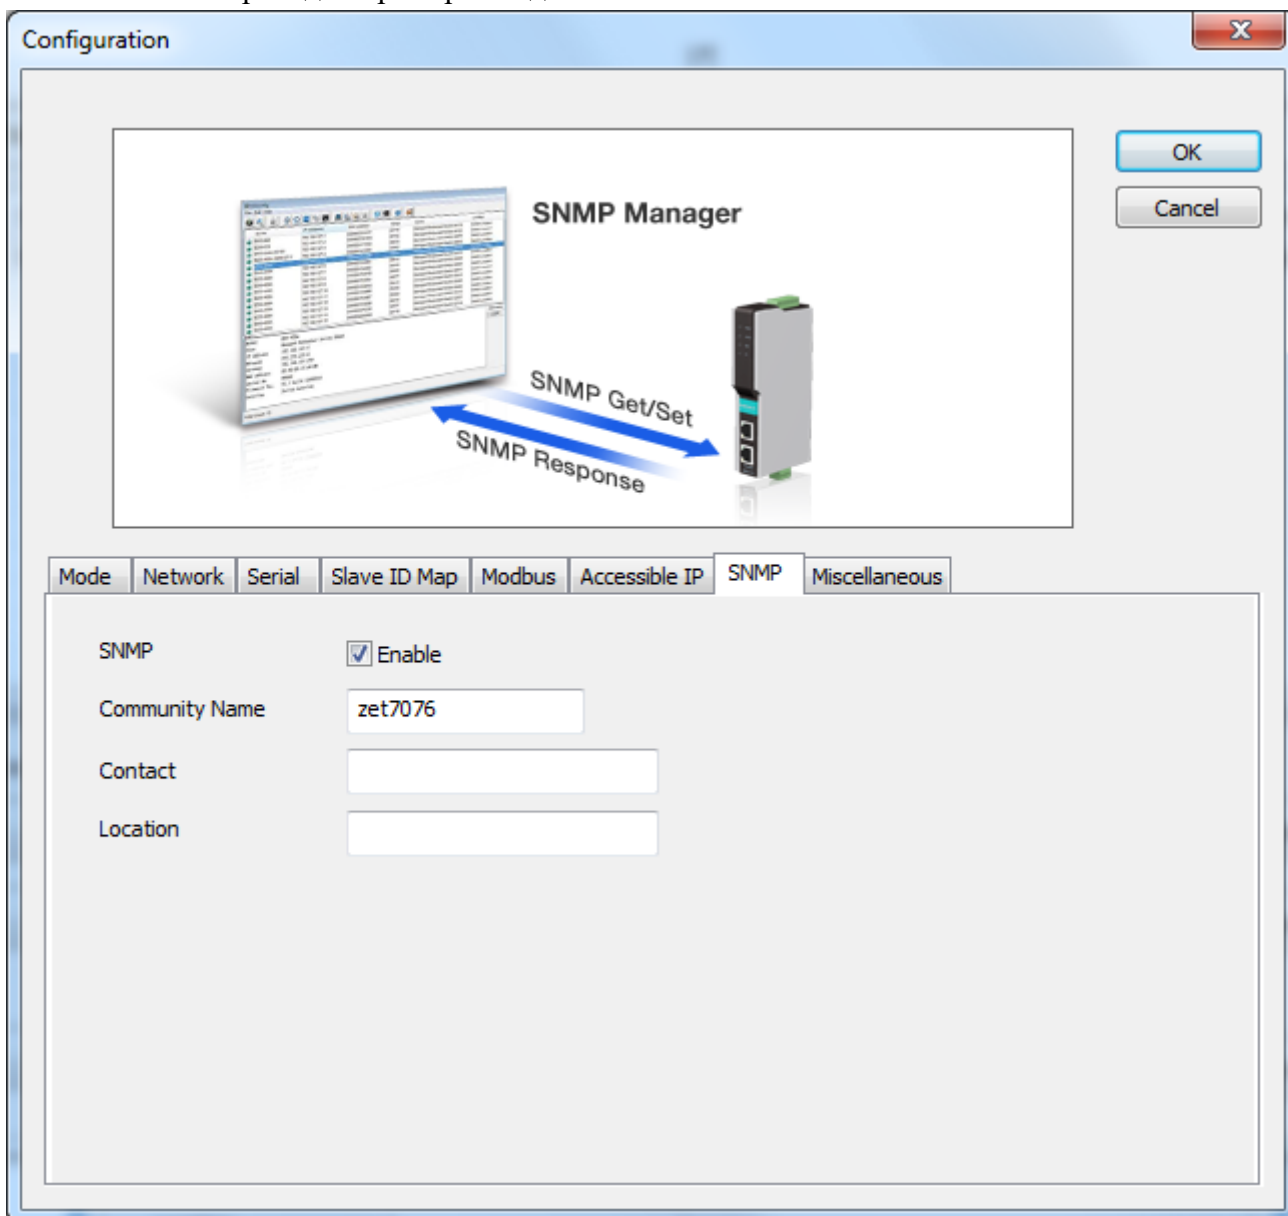 Configuration
OK
Cancel
SNMP Manager
SNMP Get/Set
SNMP Response
Mode Network Serial Slave ID Map Modbus Accessible IP SNMP Miscellaneous
SNMP Enable
Community Name zet7076
Contact
Location